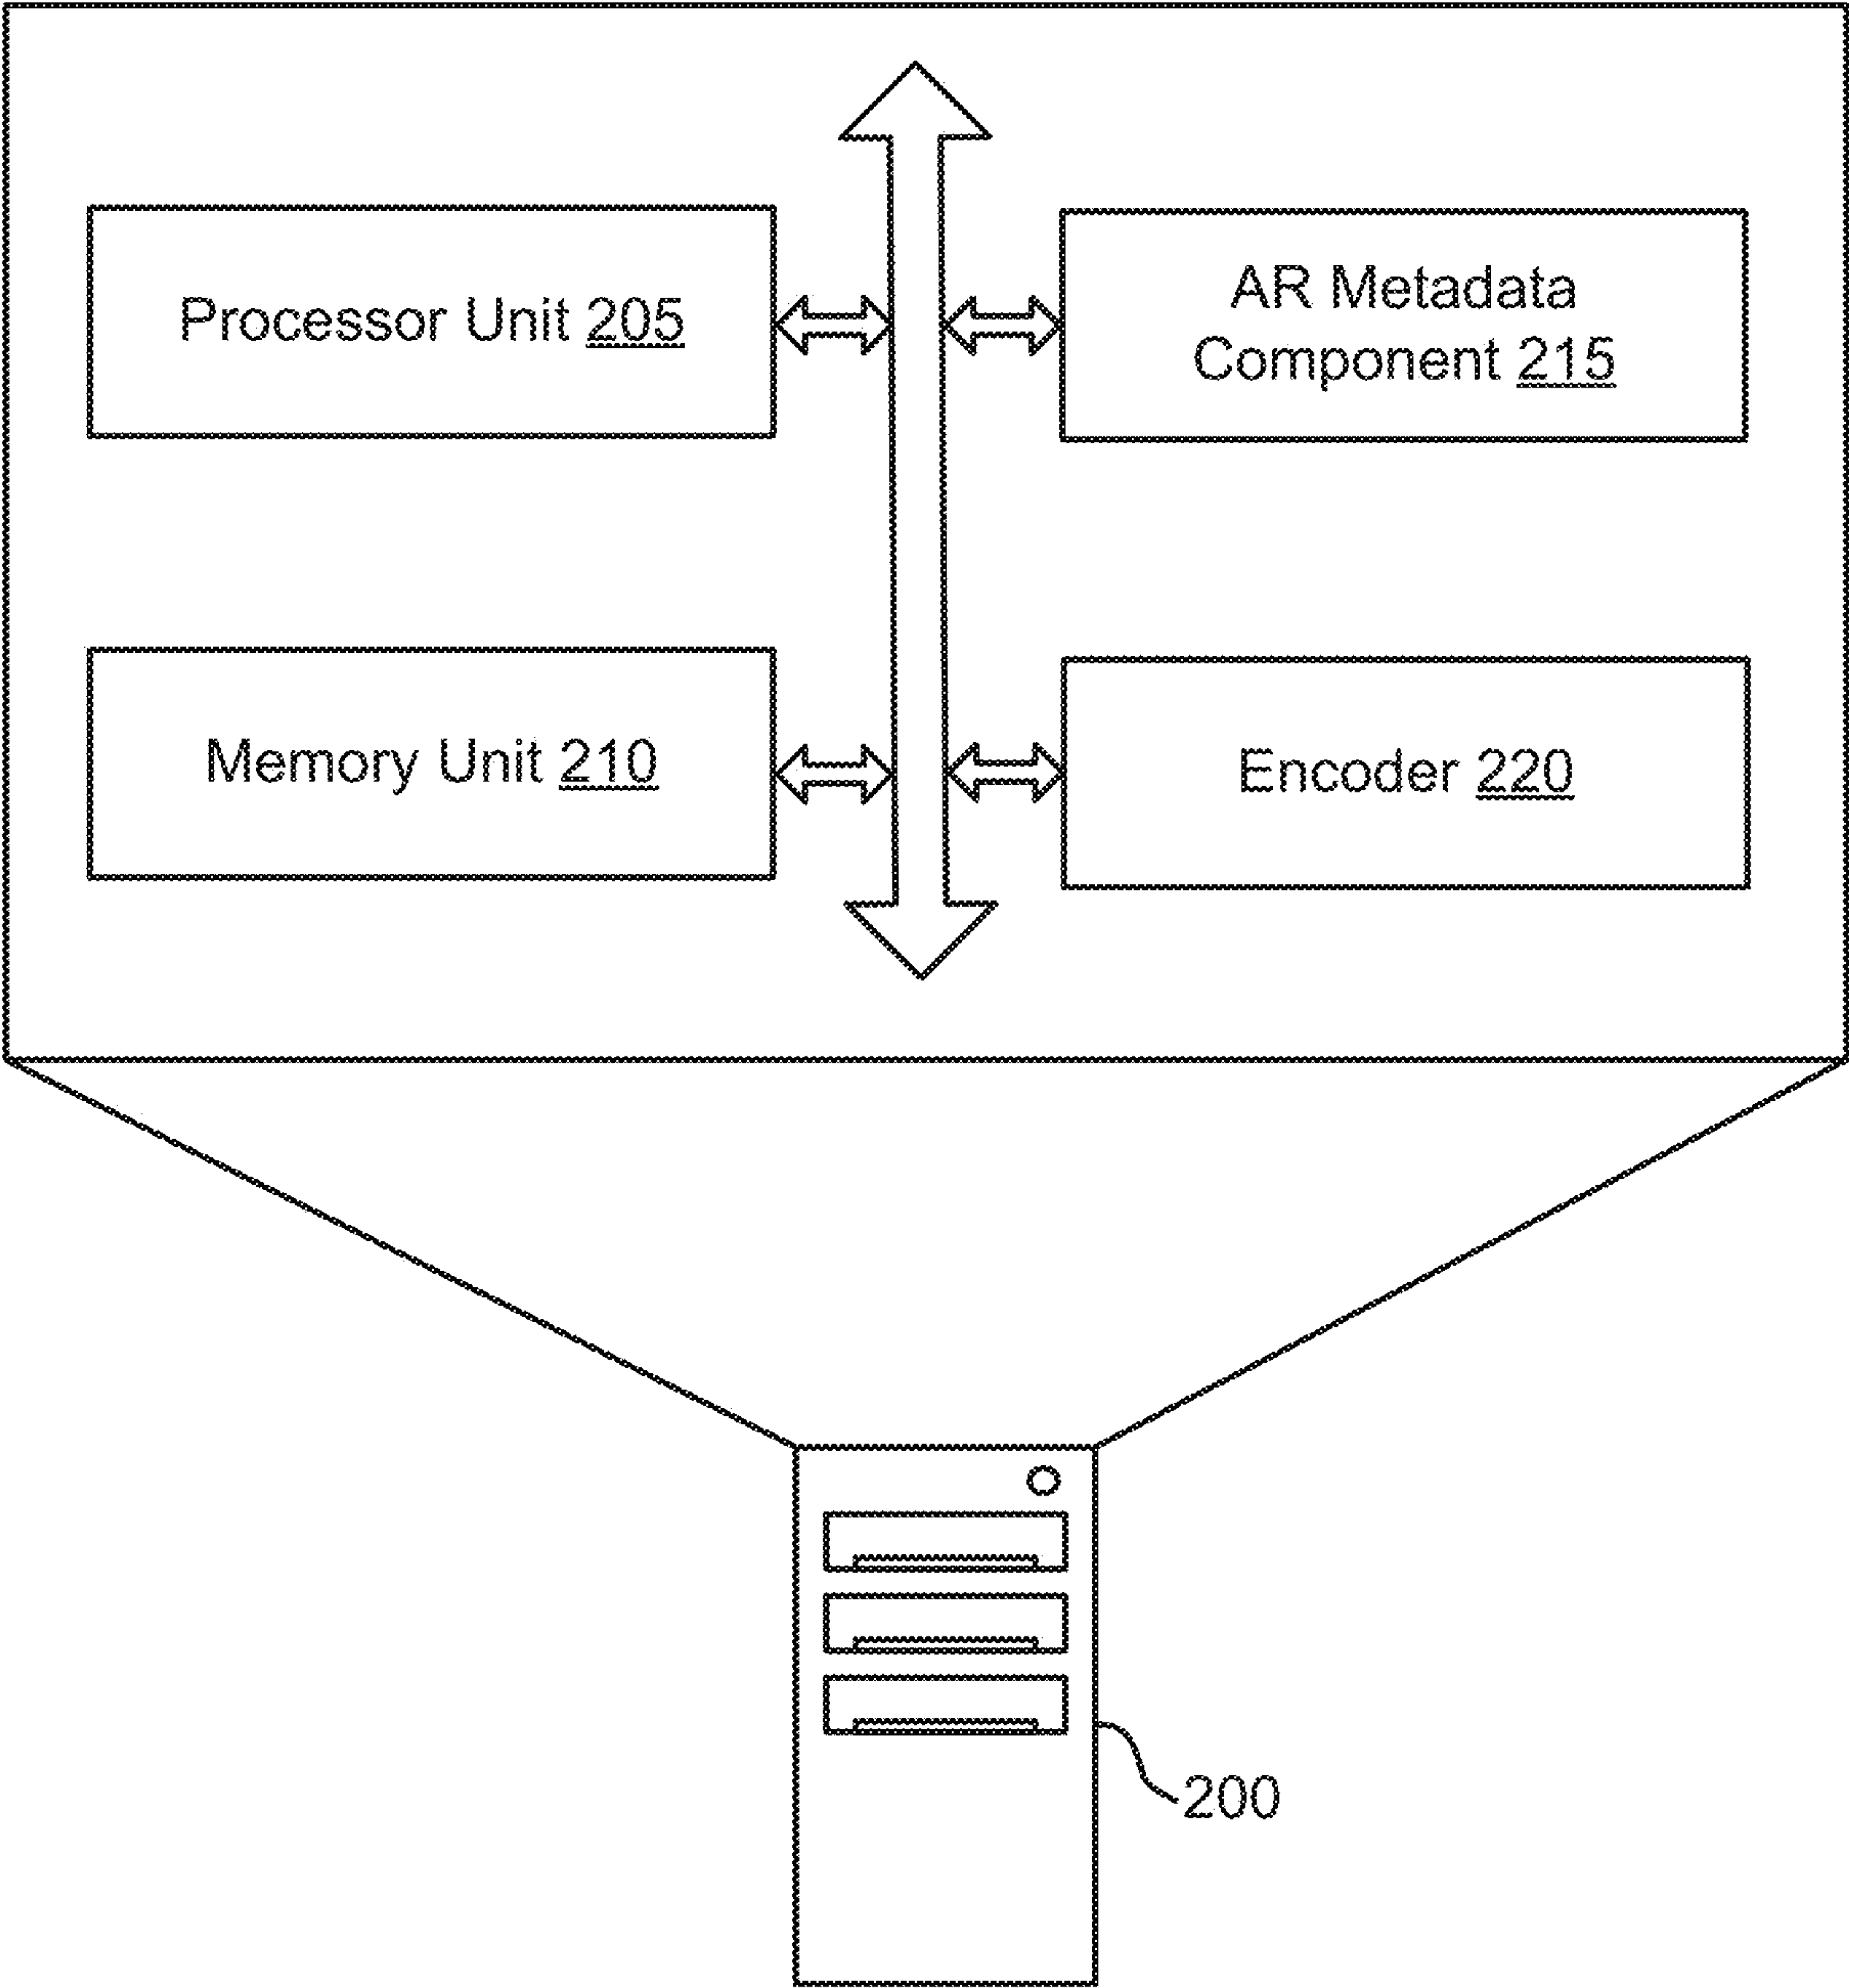 Processor Unit 205
AR Metadata
Component 215
Memory Unit 210
Encoder 220
200